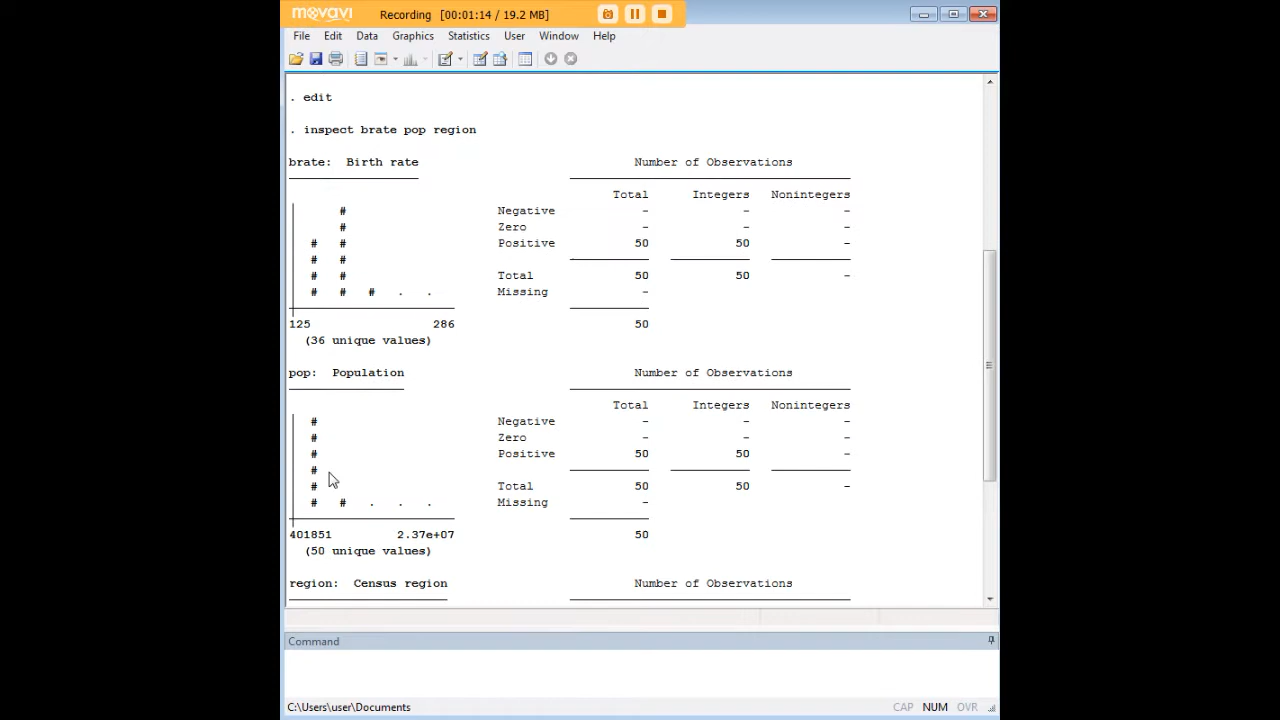 movavi Recording [00:01:14 / 19.2 MB]
File Edit Data Graphics Statistics User Window Help
. edit
. inspect brate pop region
brate: Birth rate Number of Observations
Total Integers Nonintegers
# Negative - - -
# Zero - - -
# # Positive 50 50 -
# #
# # Total 50 50 -
# # # . . Missing -
125 286 50
(36 unique values)
pop: Population Number of Observations
Total Integers Nonintegers
# Negative - - -
# Zero - - -
# Positive 50 50 -
#
# Total 50 50 -
# # . . . Missing -
401851 2.37e+07 50
(50 unique values)
region: Census region Number of Observations
Command
C:\Users\user\Documents CAP NUM OVR